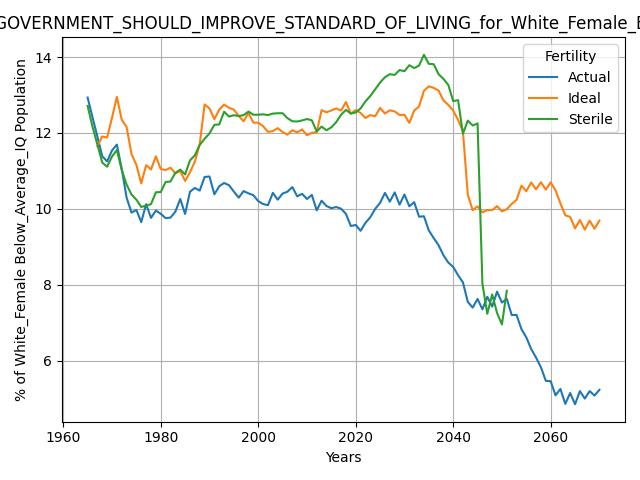 GOVERNMENT_SHOULD_IMPROVE_STANDARD_OF_LIVING_for_White_Female_B
% of White_Female Below_Average_IQ Population
14
12
10
8
6
Fertility
Actual
Ideal
Sterile
1960
1980
2000
2020
2040
2060
Years